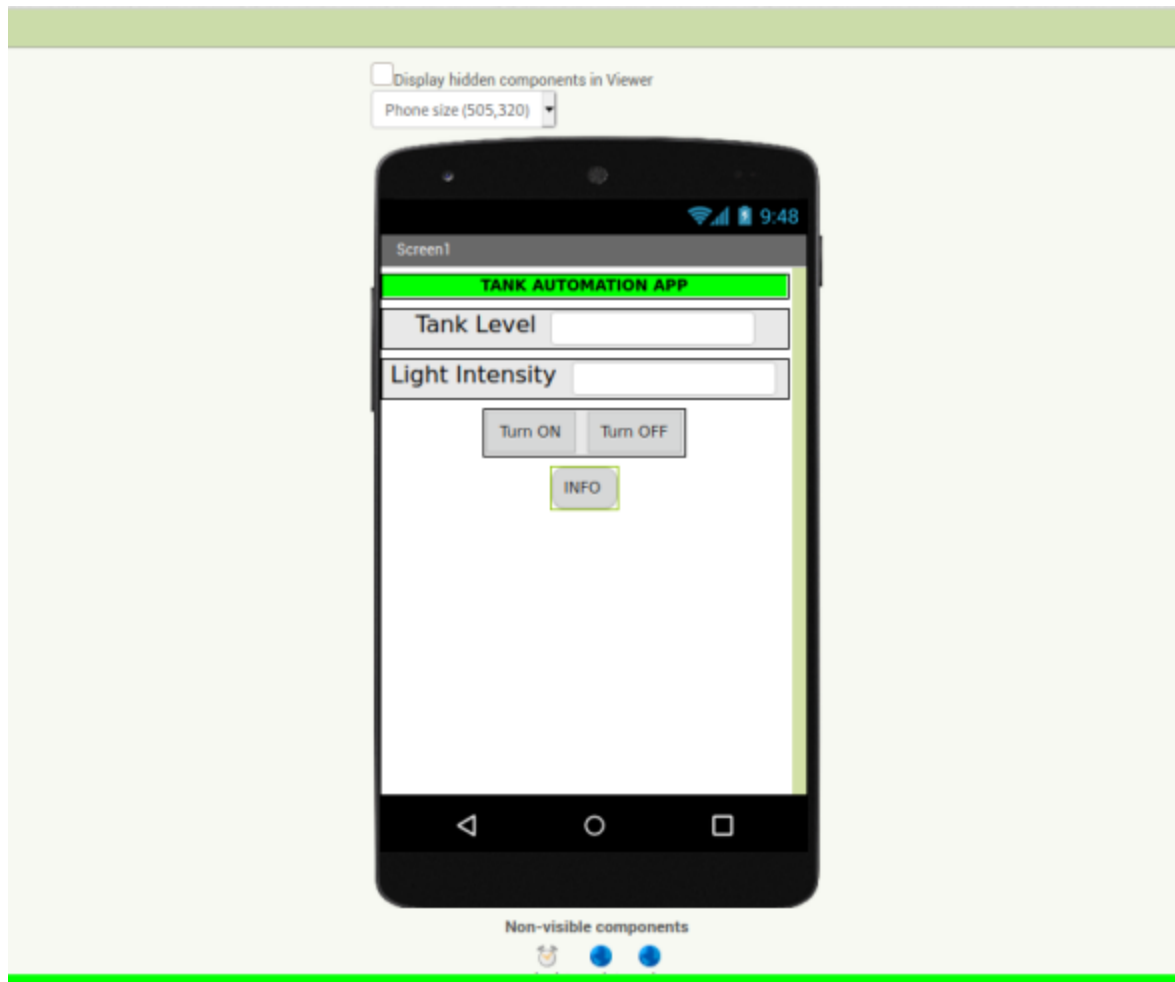 Display hidden components in Viewer
Phone size (505,320)
9:48
Screen1
TANK AUTOMATION APP
Tank Level
Light Intensity
Turn ON Turn OFF
INFO
Non-visible components